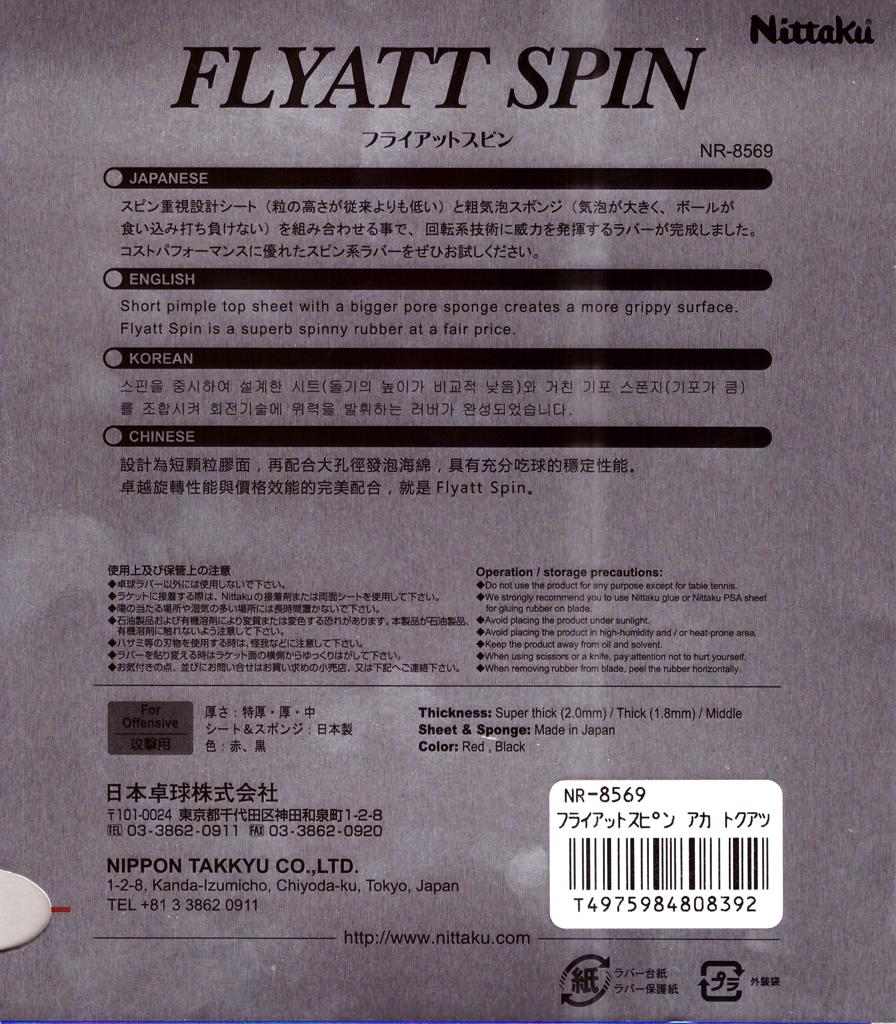 Nittaku
FLYATT SPIN
フライアットスピン
NR-8569
JAPANESE
スピン重視設計シート（粒の高さが従来よりも低い）と粗気泡スポンジ（気泡が大きく、ボールが
食い込み打ち負けない）を組み合わせる事で、回転系技術に威力を発揮するラバーが完成しました。
コストパフォーマンスに優れたスピン系ラバーをぜひお試しください。
ENGLISH
Short pimple top sheet with a bigger pore sponge creates a more grippy surface.
Flyatt Spin is a superb spinny rubber at a fair price.
KOREAN
스핀을 중시하여 설계한 시트(돌기의 높이가 비교적 낮음)와 거친 기포 스폰지(기포가 큼)
를 조합시켜 회전기술에 위력을 발휘하는 러버가 완성되었습니다.
CHINESE
設計為短顆粒膠面，再配合大孔徑發泡海綿，具有充分吃球的穩定性能。
卓越旋轉性能與價格效能的完美配合，就是 Flyatt Spin。
使用上及び保管上の注意
◆卓球ラバー以外には使用しないで下さい。
◆ラケットに接着する際は、Nittakuの接着剤または両面シートを使用して下さい。
◆陽の当たる場所や湿気の多い場所には長時間置かないで下さい。
◆石油製品および有機溶剤により変質または変色する恐れがあります。本製品が石油製品、
有機溶剤に触れないよう注意して下さい。
◆ハサミ等の刃物を使用する時は、怪我などに注意して下さい。
◆ラバーを貼り変える時はラケット面の横側からゆっくりはがして下さい。
◆お気付きの点、並びにお問い合せはお買い求めの小売店、又は下記へご連絡下さい。
Operation / storage precautions:
◆Do not use the product for any purpose except for table tennis.
◆We strongly recommend you to use Nittaku glue or Nittaku PSA sheet
for gluing rubber on blade.
◆Avoid placing the product under sunlight.
◆Avoid placing the product in high-humidity and / or heat-prone area.
◆Keep the product away from oil and solvent.
◆When using scissors or a knife, pay attention not to hurt yourself.
◆When removing rubber from blade, peel the rubber horizontally.
For
Offensive
攻撃用
厚さ：特厚・厚・中
シート＆スポンジ：日本製
色：赤、黒
Thickness: Super thick (2.0mm) / Thick (1.8mm) / Middle
Sheet & Sponge: Made in Japan
Color: Red , Black
日本卓球株式会社
〒101-0024 東京都千代田区神田和泉町1-2-8
TEL 03-3862-0911 FAX 03-3862-0920
NIPPON TAKKYU CO.,LTD.
1-2-8, Kanda-Izumicho, Chiyoda-ku, Tokyo, Japan
TEL +81 3 3862 0911
NR-8569
フライアットスピン アカ トクアツ
T4975984808392
http://www.nittaku.com
紙
ラバー台紙
ラバー保護紙
プラ
外装袋